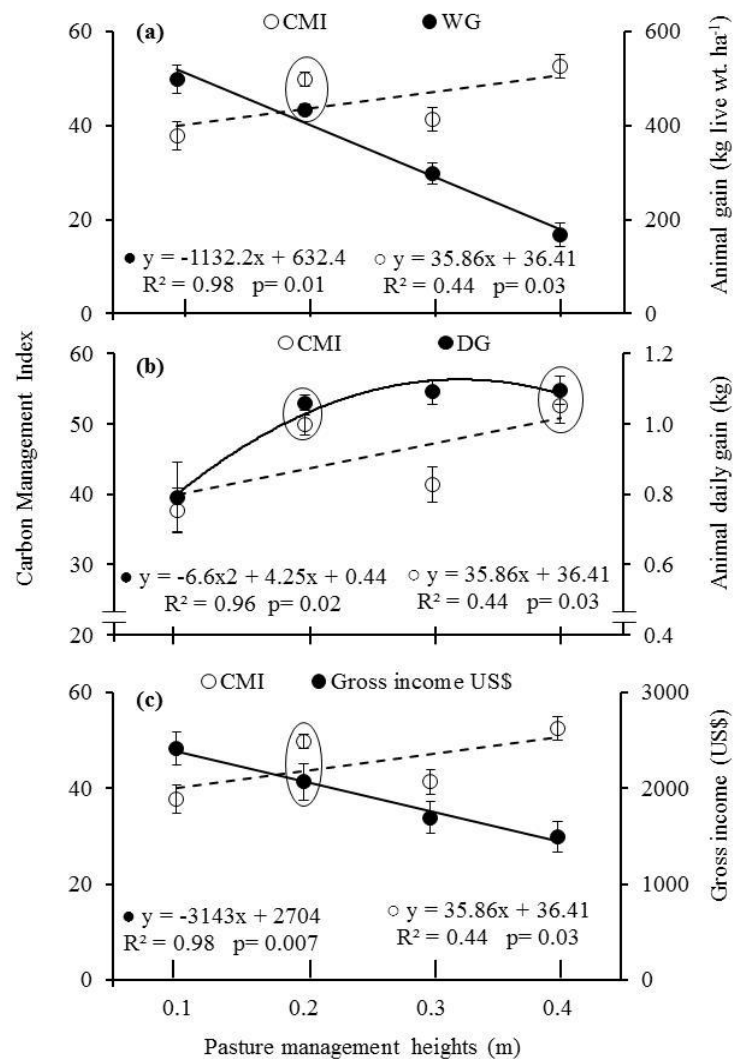 (a) ○CMI ●WG
60
40
20
0
600
400
200
0
● y = -1132.2x + 632.4 ○ y = 35.86x + 36.41
R² = 0.98 p= 0.01 R² = 0.44 p= 0.03
Animal gain (kg live wt. ha⁻¹)
Carbon Management Index
(b) ○CMI ●DG
60
50
40
30
20
1.2
1.0
0.8
0.6
0.4
● y = -6.6x2 + 4.25x + 0.44 ○ y = 35.86x + 36.41
R² = 0.96 p= 0.02 R² = 0.44 p= 0.03
Animal daily gain (kg)
(c) ○CMI ●Gross income US$
60
40
20
0
3000
2000
1000
0
● y = -3143x + 2704 ○ y = 35.86x + 36.41
R² = 0.98 p= 0.007 R² = 0.44 p= 0.03
Gross income (US$)
0.1 0.2 0.3 0.4
Pasture management heights (m)